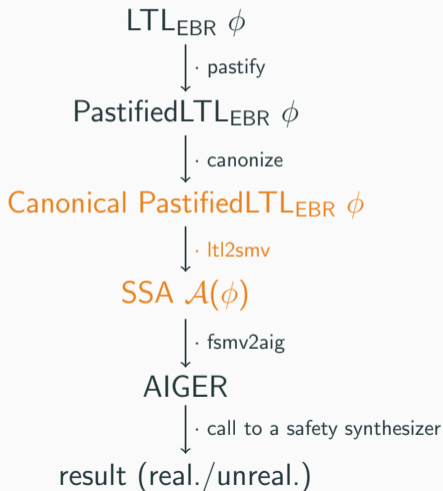 LTL_EBR ϕ
· pastify
PastifiedLTL_EBR ϕ
· canonize
Canonical PastifiedLTL_EBR ϕ
· ltl2smv
SSA 𝒜(ϕ)
· fsmv2aig
AIGER
· call to a safety synthesizer
result (real./unreal.)